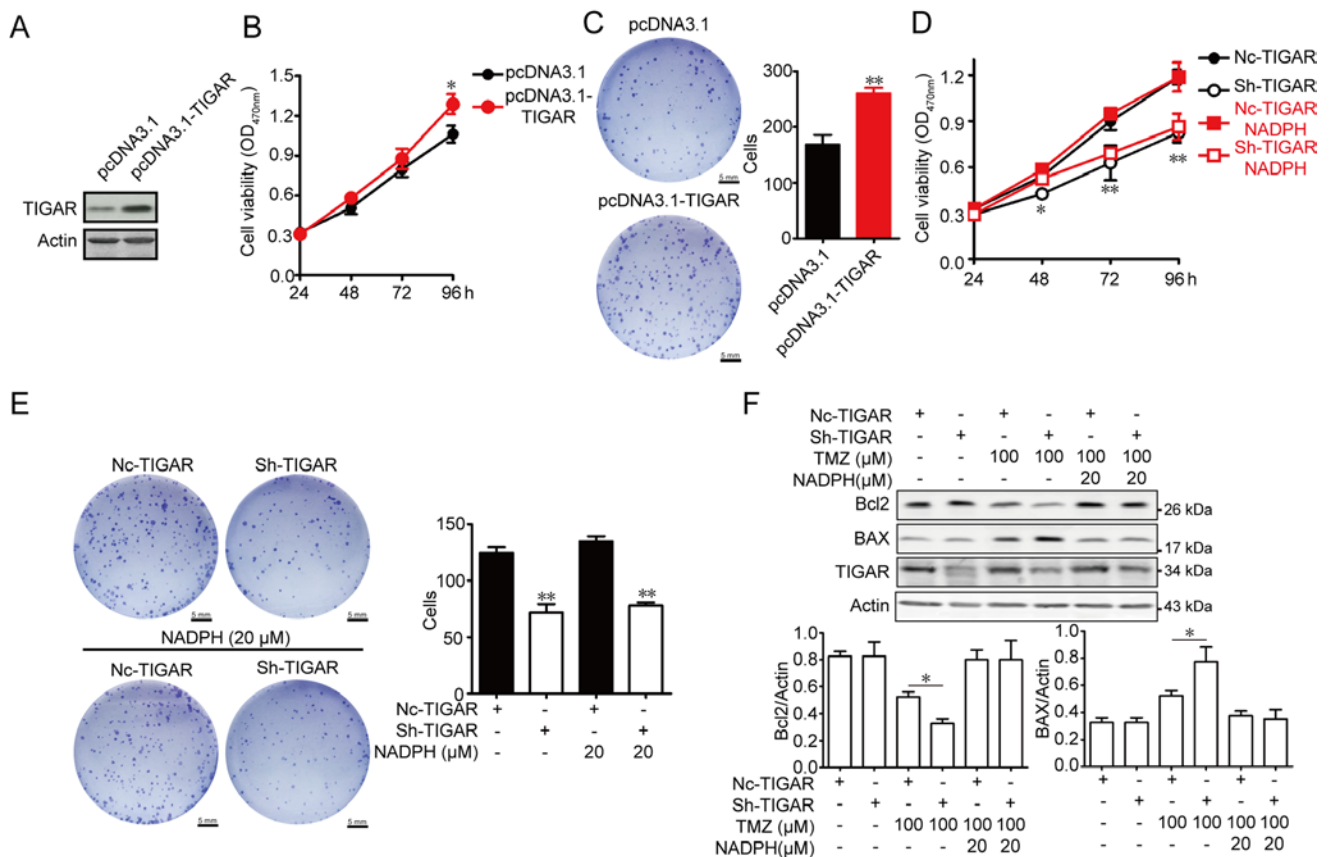 A
pcDNA3.1
pcDNA3.1-TIGAR
TIGAR
Actin
B
Cell viability (OD470nm)
1.5
1.2
0.9
0.6
0.3
0.0
24 48 72 96 h
*
pcDNA3.1
pcDNA3.1-
TIGAR
C
pcDNA3.1
5 mm
pcDNA3.1-TIGAR
5 mm
Cells
300
200
100
0
**
pcDNA3.1
pcDNA3.1-TIGAR
D
Cell viability (OD470nm)
1.2
0.9
0.6
0.3
0.0
24 48 72 96 h
* ** **
Nc-TIGAR
Sh-TIGAR
Nc-TIGAR
NADPH
Sh-TIGAR
NADPH
E
Nc-TIGAR Sh-TIGAR
5 mm 5 mm
NADPH (20 μM)
Nc-TIGAR Sh-TIGAR
5 mm 5 mm
Cells
150
100
50
0
** **
Nc-TIGAR + - + -
Sh-TIGAR - + - +
NADPH (μM) - - 20 20
F
Nc-TIGAR + - + - + -
Sh-TIGAR - + - + - +
TMZ (μM) - - 100 100 100 100
NADPH(μM) - - - - 20 20
Bcl2 26 kDa
BAX 17 kDa
TIGAR 34 kDa
Actin 43 kDa
Bcl2/Actin
1.0
0.8
0.6
0.4
0.2
0.0
*
BAX/Actin
1.0
0.8
0.6
0.4
0.2
0.0
*
Nc-TIGAR + - + - + - + - + - + -
Sh-TIGAR - + - + - + - + - + - +
TMZ (μM) - - 100 100 100 100 - - 100 100 100 100
NADPH(μM) - - - - 20 20 - - - - 20 20